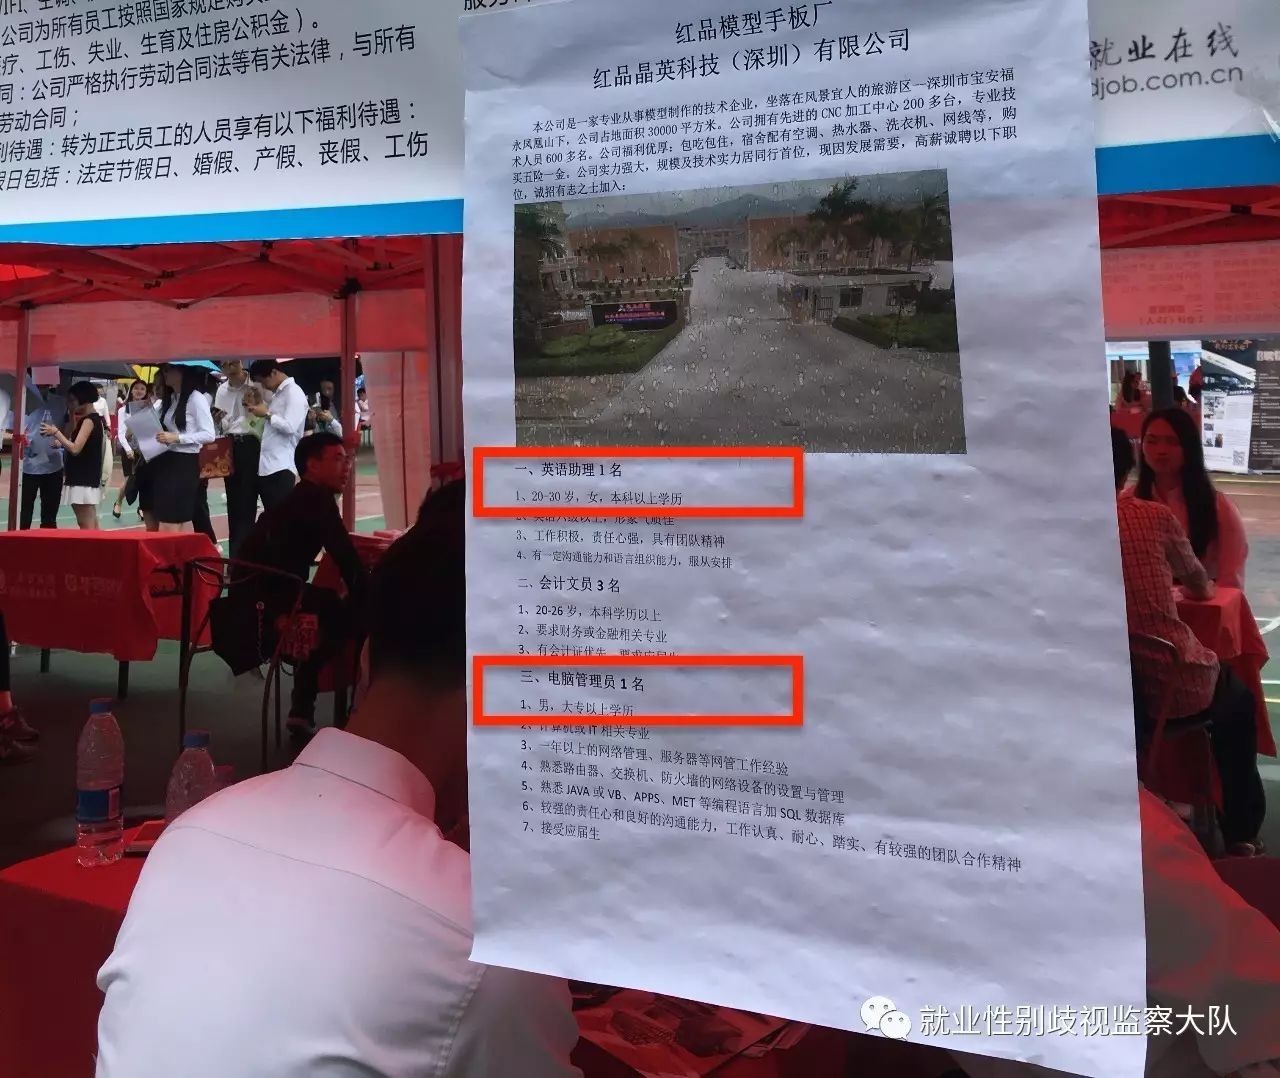 公司为所有员工按照国家规定购买
疗、工伤、失业、生育及住房公积金）。
同：公司严格执行劳动合同法等有关法律，与所有
劳动合同；
利待遇：转为正式员工的人员享有以下福利待遇：
假日包括：法定节假日、婚假、产假、丧假、工伤
红品模型手板厂
红品晶英科技（深圳）有限公司
本公司是一家专业从事模型制作的技术企业，坐落在风景宜人的旅游区--深圳市宝安福
永凤凰山下，公司占地面积 30000 平方米。公司拥有先进的 CNC 加工中心 200 多台，专业技
术人员 600 多名。公司福利优厚：包吃包住，宿舍配有空调、热水器、洗衣机、网线等，购
买五险一金。公司实力强大，规模及技术实力居同行首位，现因发展需要，高薪诚聘以下职
位，诚招有志之士加入：
一、英语助理 1 名
1、20-30 岁，女，本科以上学历
2、英语六级以上，形象气质佳
3、工作积极，责任心强，具有团队精神
4、有一定沟通能力和语言组织能力，服从安排
二、会计文员 3 名
1、20-26 岁，本科学历以上
2、要求财务或金融相关专业
3、有会计证优先，要求应届生
三、电脑管理员 1 名
1、男，大专以上学历
2、计算机或 IT 相关专业
3、一年以上的网络管理、服务器等网管工作经验
4、熟悉路由器、交换机、防火墙的网络设备的设置与管理
5、熟悉 JAVA 或 VB、APPS、MET 等编程语言加 SQL 数据库
6、较强的责任心和良好的沟通能力，工作认真、耐心、踏实、有较强的团队合作精神
7、接受应届生
就业在线
djob.com.cn
就业性别歧视监察大队